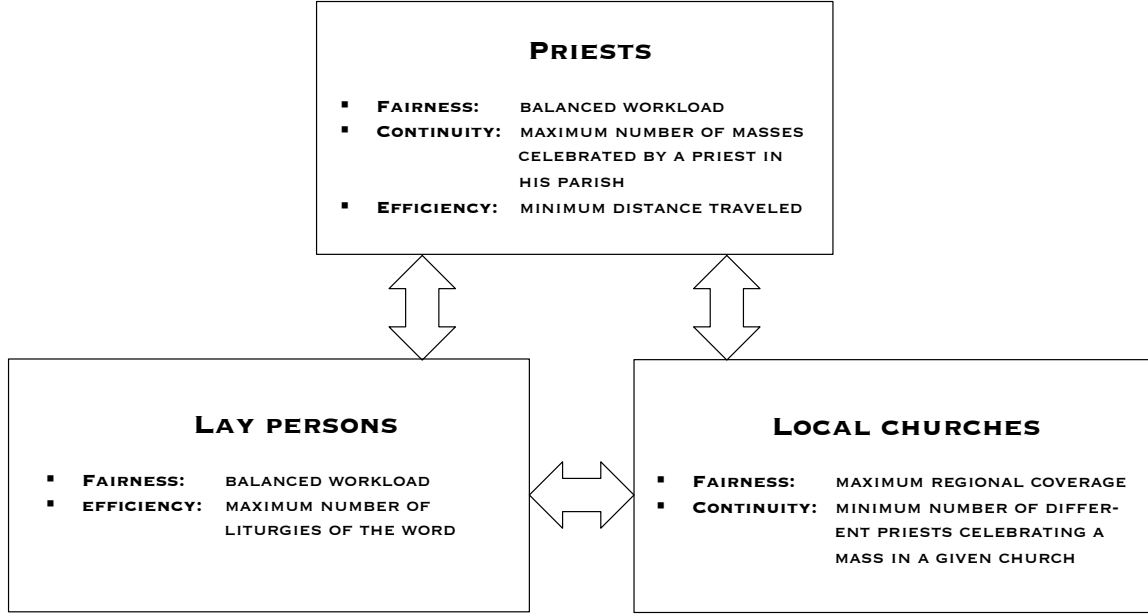 PRIESTS
▪ FAIRNESS: BALANCED WORKLOAD
▪ CONTINUITY: MAXIMUM NUMBER OF MASSES
CELEBRATED BY A PRIEST IN
HIS PARISH
▪ EFFICIENCY: MINIMUM DISTANCE TRAVELED
LAY PERSONS
▪ FAIRNESS: BALANCED WORKLOAD
▪ EFFICIENCY: MAXIMUM NUMBER OF
LITURGIES OF THE WORD
LOCAL CHURCHES
▪ FAIRNESS: MAXIMUM REGIONAL COVERAGE
▪ CONTINUITY: MINIMUM NUMBER OF DIFFER-
ENT PRIESTS CELEBRATING A
MASS IN A GIVEN CHURCH